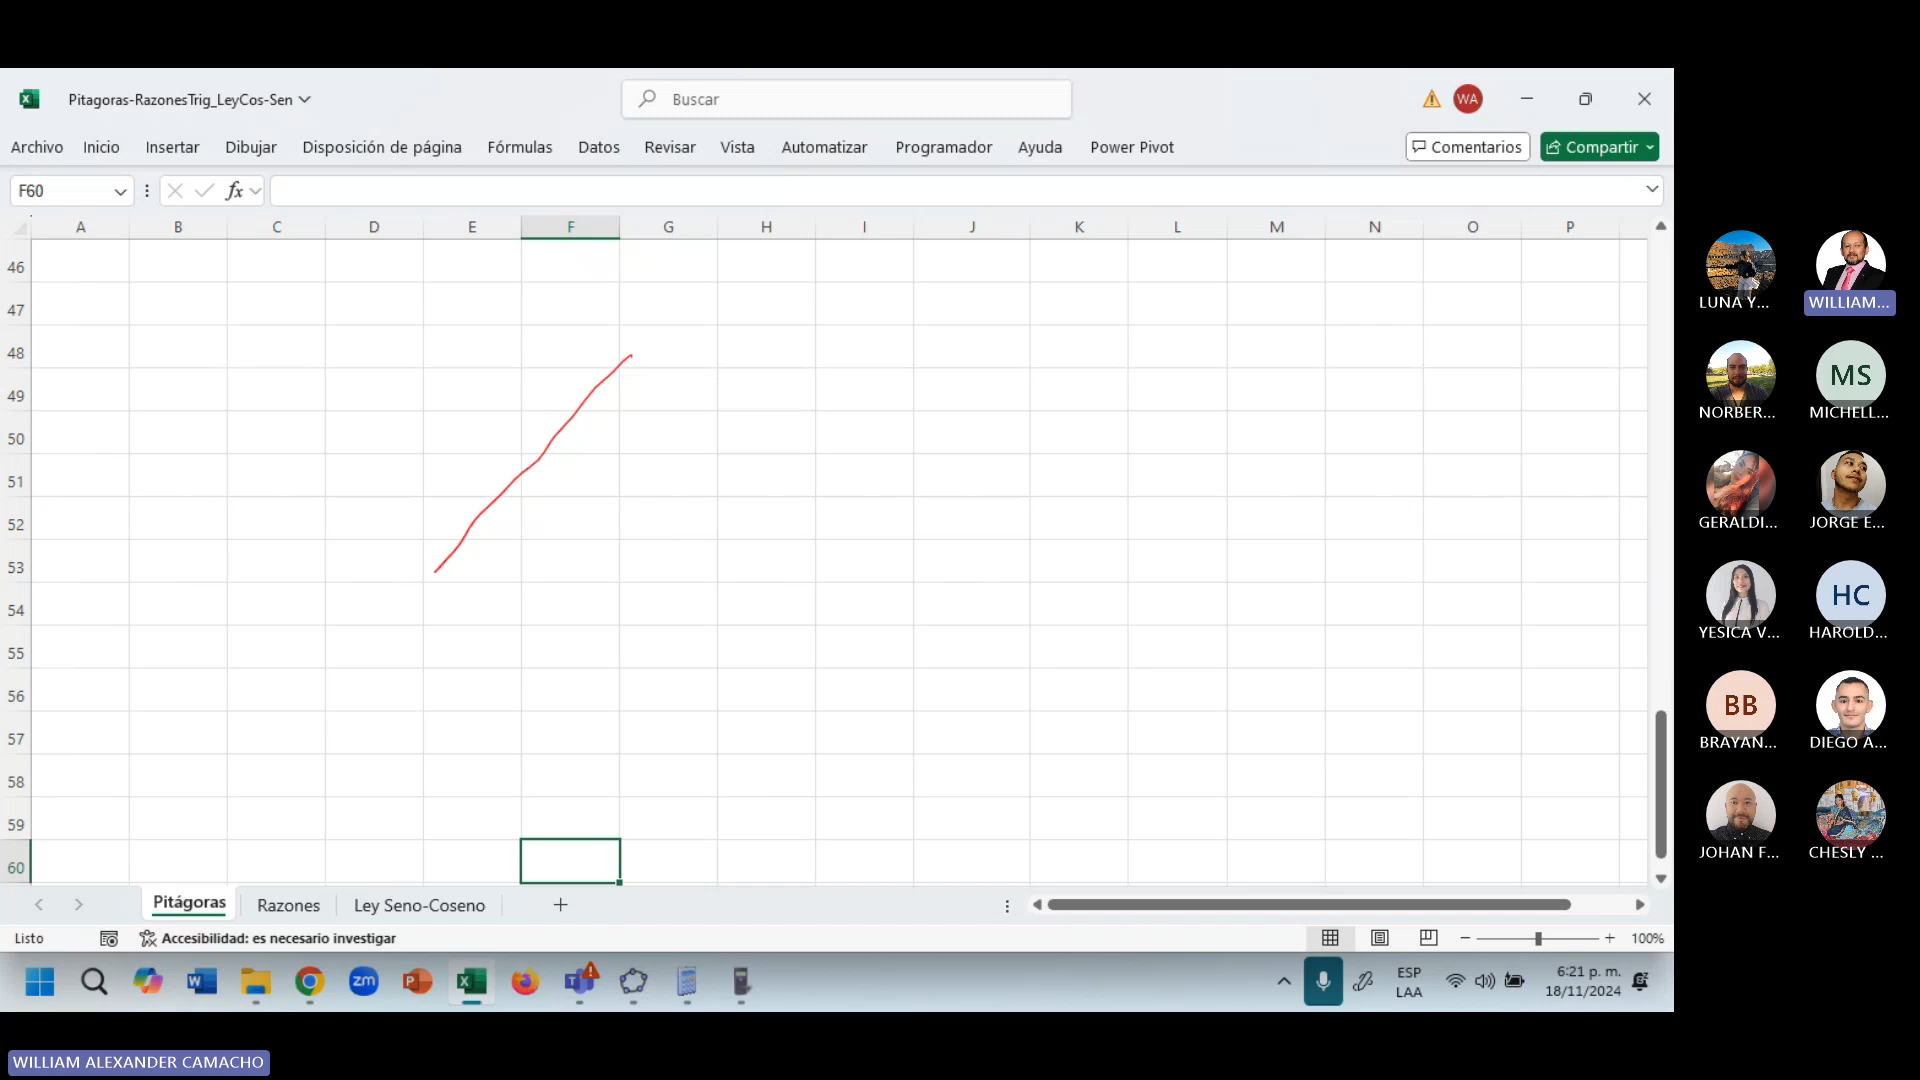 Pitagoras-RazonesTrig_LeyCos-Sen
Buscar
WA
Archivo Inicio Insertar Dibujar Disposición de página Fórmulas Datos Revisar Vista Automatizar Programador Ayuda Power Pivot
Comentarios
Compartir
F60
fx
A B C D E F G H I J K L M N O P
46
47
48
49
50
51
52
53
54
55
56
57
58
59
60
Pitágoras Razones Ley Seno-Coseno
Listo
Accesibilidad: es necesario investigar
100%
zm
ESP
LAA
6:21 p. m.
18/11/2024
LUNA Y...
WILLIAM...
NORBER...
MS
MICHELL...
GERALDI...
JORGE E...
YESICA V...
HC
HAROLD...
BB
BRAYAN...
DIEGO A...
JOHAN F...
CHESLY ...
WILLIAM ALEXANDER CAMACHO